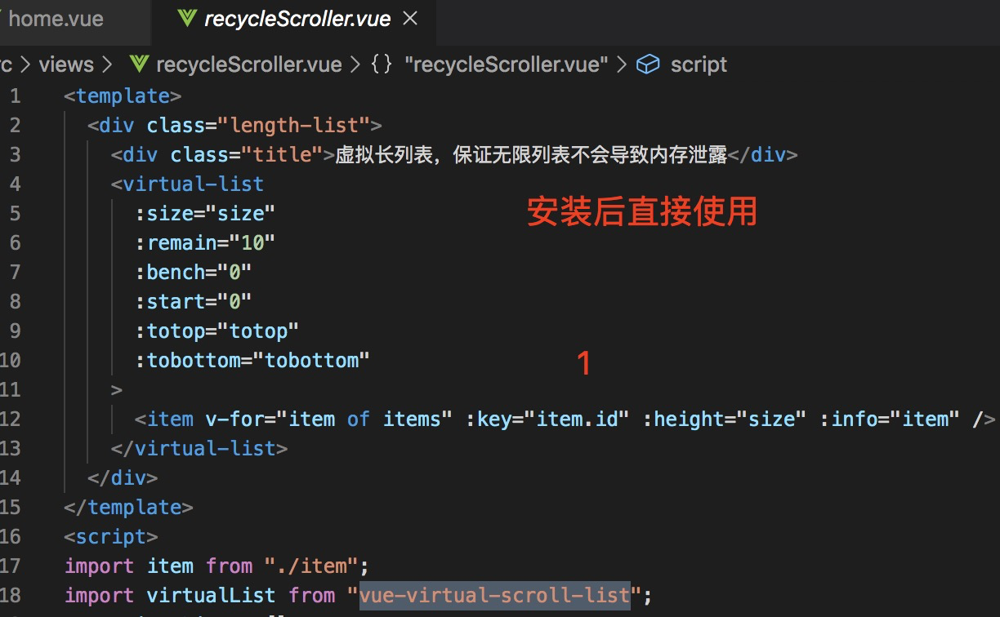 home.vue
recycleScroller.vue
rc > views > recycleScroller.vue > {} "recycleScroller.vue" > script
1 <template>
2 <div class="length-list">
3 <div class="title">虚拟长列表，保证无限列表不会导致内存泄露</div>
4 <virtual-list
安装后直接使用
5 :size="size"
6 :remain="10"
7 :bench="0"
8 :start="0"
9 :totop="totop"
10 :tobottom="tobottom"
1
11 >
12 <item v-for="item of items" :key="item.id" :height="size" :info="item" />
13 </virtual-list>
14 </div>
15 </template>
16 <script>
17 import item from "./item";
18 import virtualList from "vue-virtual-scroll-list";